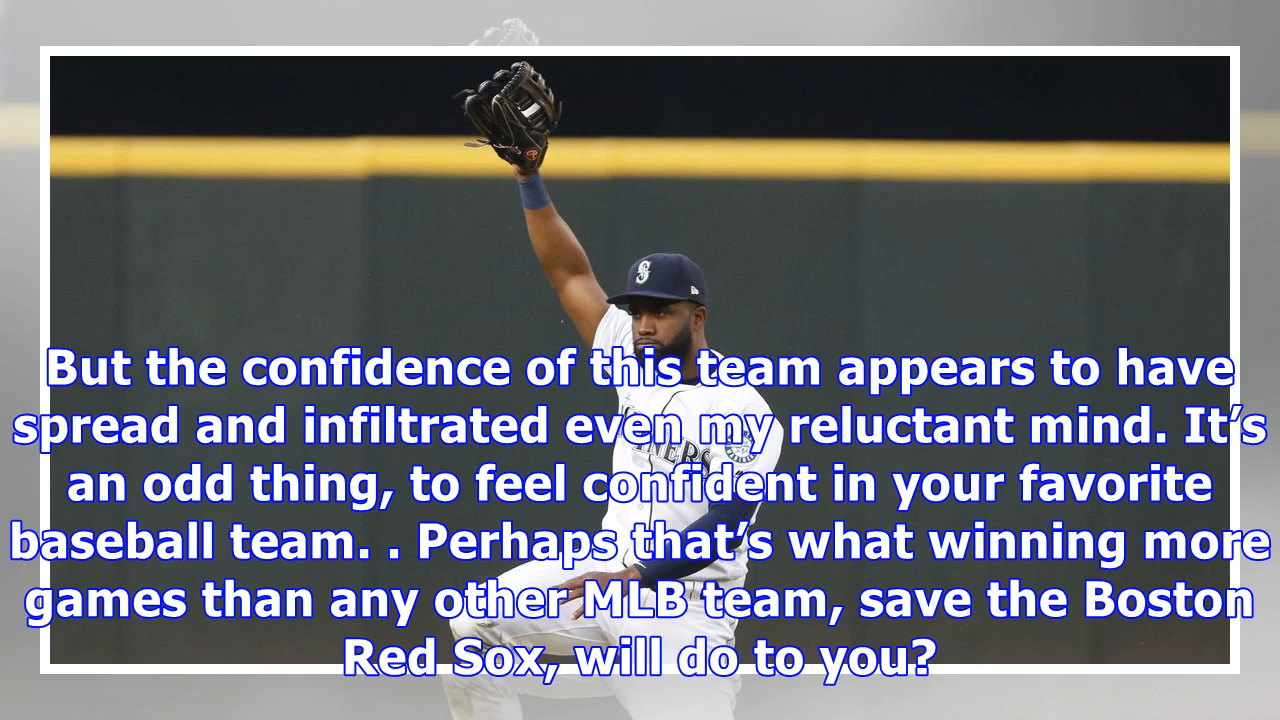 But the confidence of this team appears to have
spread and infiltrated even my reluctant mind. It’s
an odd thing, to feel confident in your favorite
baseball team. . Perhaps that’s what winning more
games than any other MLB team, save the Boston
Red Sox, will do to you?
S